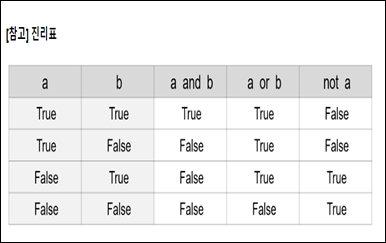 [참고] 진리표
a b a and b a or b not a
True True True True False
True False False True False
False True False True True
False False False False True